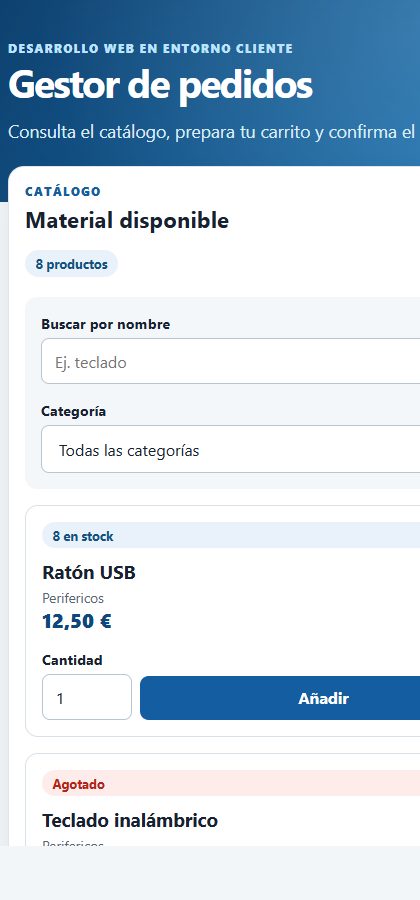 DESARROLLO WEB EN ENTORNO CLIENTE
Gestor de pedidos
Consulta el catálogo, prepara tu carrito y confirma el
CATÁLOGO
Material disponible
8 productos
Buscar por nombre
Ej. teclado
Categoría
Todas las categorías
8 en stock
Ratón USB
Perifericos
12,50 €
Cantidad
1
Añadir
Agotado
Teclado inalámbrico
Perifericos